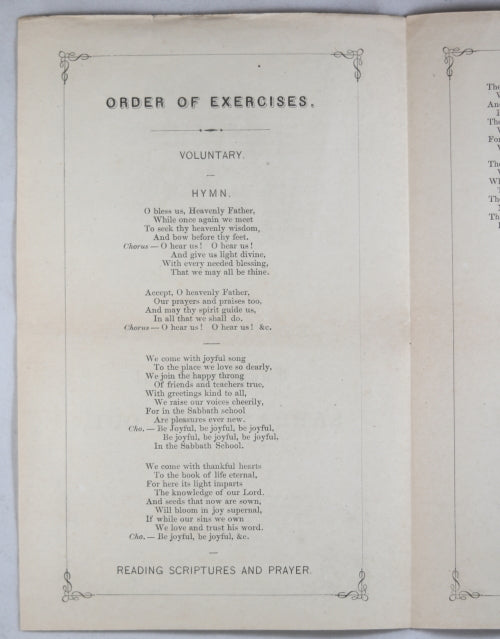 ORDER OF EXERCISES.
VOLUNTARY.
HYMN.
O bless us, Heavenly Father,
While once again we meet
To seek thy heavenly wisdom,
And bow before thy feet.
Chorus — O hear us! O hear us!
And give us light divine,
With every needed blessing,
That we may all be thine.
Accept, O heavenly Father,
Our prayers and praises too,
And may thy spirit guide us,
In all that we shall do.
Chorus — O hear us! O hear us! &c.
We come with joyful song
To the place we love so dearly,
We join the happy throng
Of friends and teachers true,
With greetings kind to all,
We raise our voices cheerily,
For in the Sabbath school
Are pleasures ever new.
Cho. — Be Joyful, be joyful, be joyful,
Be joyful, be joyful, be joyful,
In the Sabbath School.
We come with thankful hearts
To the book of life eternal,
For here its light imparts
The knowledge of our Lord.
And seeds that now are sown,
Will bloom in joy supernal,
If while our sins we own
We love and trust his word.
Cho. — Be joyful, be joyful, &c.
READING SCRIPTURES AND PRAYER.